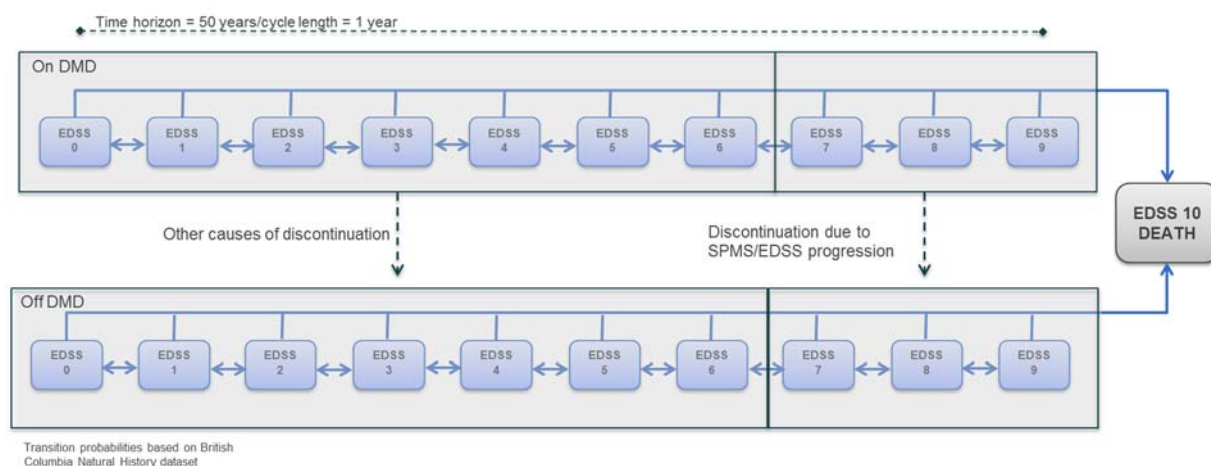 Time horizon = 50 years/cycle length = 1 year
On DMD
EDSS 0
EDSS 1
EDSS 2
EDSS 3
EDSS 4
EDSS 5
EDSS 6
EDSS 7
EDSS 8
EDSS 9
EDSS 10
DEATH
Other causes of discontinuation
Discontinuation due to
SPMS/EDSS progression
Off DMD
EDSS 0
EDSS 1
EDSS 2
EDSS 3
EDSS 4
EDSS 5
EDSS 6
EDSS 7
EDSS 8
EDSS 9
Transition probabilities based on British
Columbia Natural History dataset